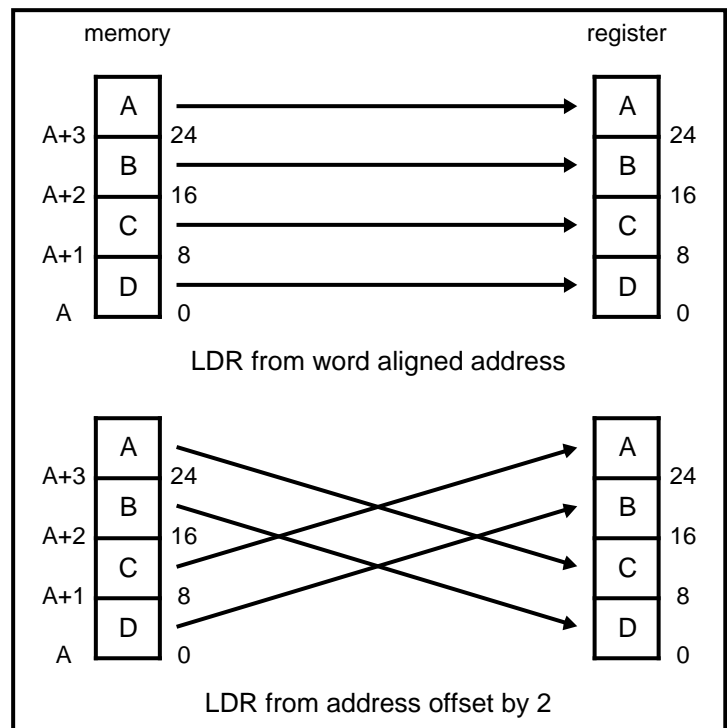 memory register
A A
A+3 24 24
B B
A+2 16 16
C C
A+1 8 8
D D
A 0 0
LDR from word aligned address
A A
A+3 24 24
B B
A+2 16 16
C C
A+1 8 8
D D
A 0 0
LDR from address offset by 2